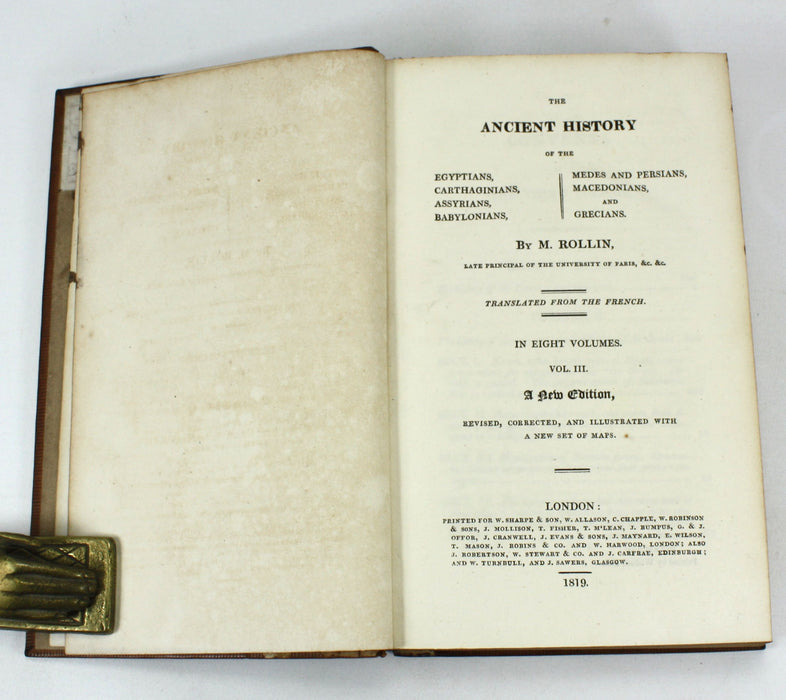 THE
ANCIENT HISTORY
OF THE
EGYPTIANS,
CARTHAGINIANS,
ASSYRIANS,
BABYLONIANS,
MEDES AND PERSIANS,
MACEDONIANS,
AND
GRECIANS.
BY M. ROLLIN,
LATE PRINCIPAL OF THE UNIVERSITY OF PARIS, &c. &c.
TRANSLATED FROM THE FRENCH.
IN EIGHT VOLUMES.
VOL. III.
A New Edition,
REVISED, CORRECTED, AND ILLUSTRATED WITH
A NEW SET OF MAPS.
LONDON:
PRINTED FOR W. SHARPE & SON, W. ALLASON, C. CHAPPLE, W. ROBINSON
& SONS, J. MOLLISON, T. FISHER, T. M'LEAN, J. BUMPUS, G. & J.
OFFOR, J. CRANWELL, J. EVANS & SONS, J. MAYNARD, E. WILSON,
T. MASON, J. ROBINS & CO. AND W. HARWOOD, LONDON; ALSO
J. ROBERTSON, W. STEWART & CO. AND J. CARFRAE, EDINBURGH;
AND W. TURNBULL, AND J. SAWERS, GLASGOW.
1819.